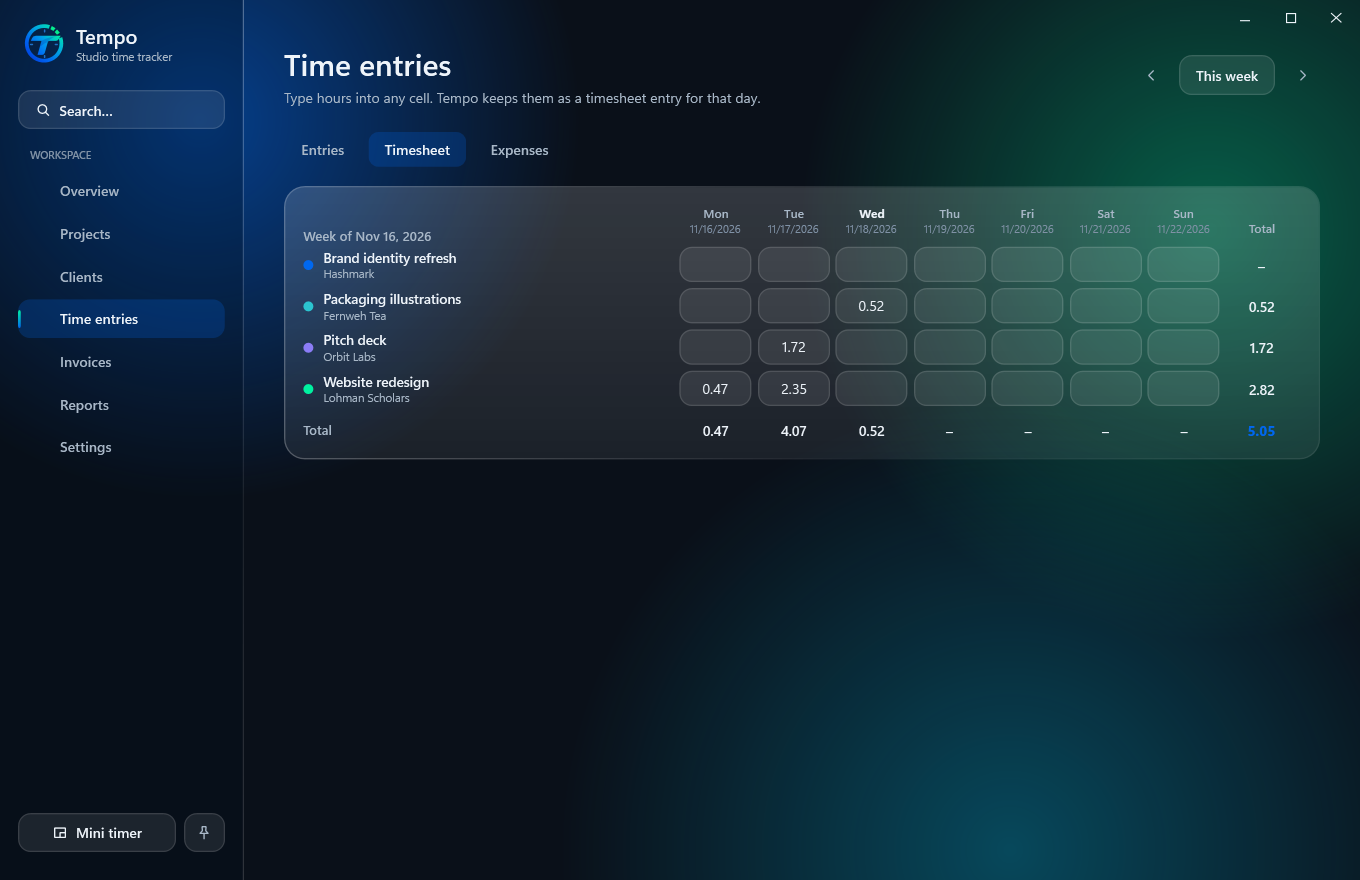 Tempo
Studio time tracker
Search...
WORKSPACE
Overview
Projects
Clients
Time entries
Invoices
Reports
Settings
Mini timer
Time entries
Type hours into any cell. Tempo keeps them as a timesheet entry for that day.
This week
Entries Timesheet Expenses
Mon Tue Wed Thu Fri Sat Sun
11/16/2026 11/17/2026 11/18/2026 11/19/2026 11/20/2026 11/21/2026 11/22/2026 Total
Week of Nov 16, 2026
Brand identity refresh
Hashmark
–
Packaging illustrations
Fernweh Tea
0.52 0.52
Pitch deck
Orbit Labs
1.72 1.72
Website redesign
Lohman Scholars
0.47 2.35 2.82
Total 0.47 4.07 0.52 – – – – 5.05